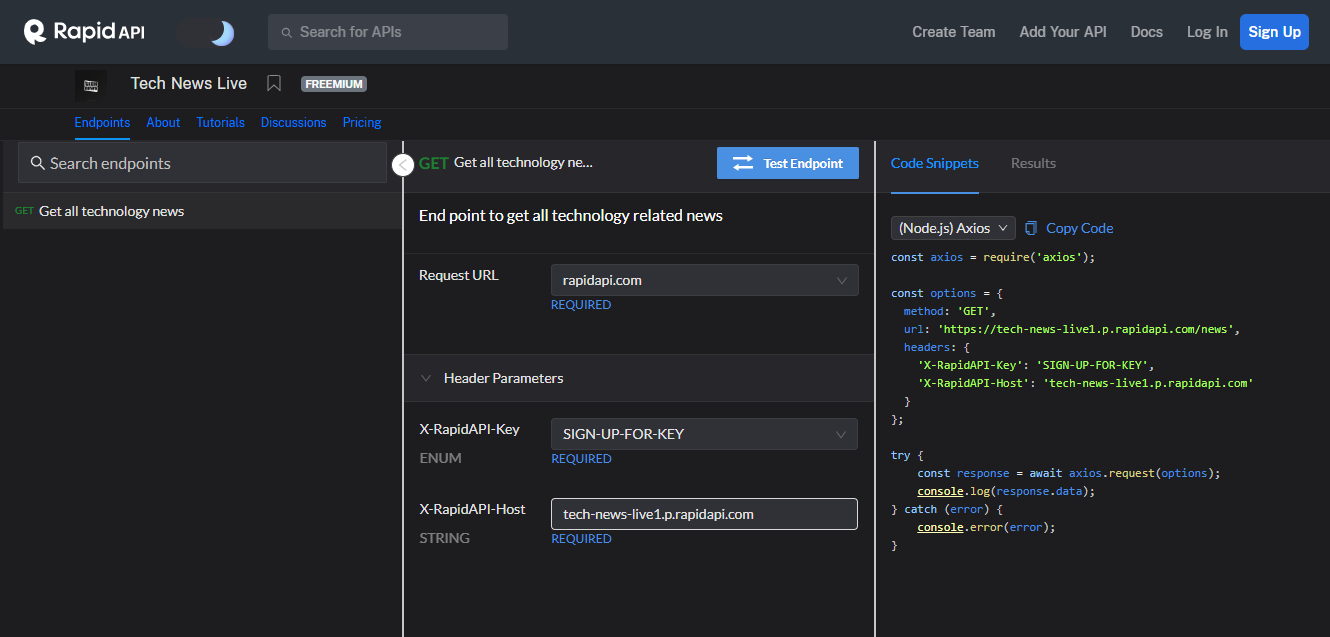 Rapid API
Search for APIs
Create Team
Add Your API
Docs
Log In
Sign Up
Tech News Live
FREEMIUM
Endpoints
About
Tutorials
Discussions
Pricing
Search endpoints
GET Get all technology news
GET Get all technology ne...
Test Endpoint
End point to get all technology related news
Request URL
rapidapi.com
REQUIRED
Header Parameters
X-RapidAPI-Key
SIGN-UP-FOR-KEY
ENUM
REQUIRED
X-RapidAPI-Host
tech-news-live1.p.rapidapi.com
STRING
REQUIRED
Code Snippets
Results
(Node.js) Axios
Copy Code
const axios = require('axios');
const options = {
  method: 'GET',
  url: 'https://tech-news-live1.p.rapidapi.com/news',
  headers: {
    'X-RapidAPI-Key': 'SIGN-UP-FOR-KEY',
    'X-RapidAPI-Host': 'tech-news-live1.p.rapidapi.com'
  }
};
try {
    const response = await axios.request(options);
    console.log(response.data);
} catch (error) {
    console.error(error);
}